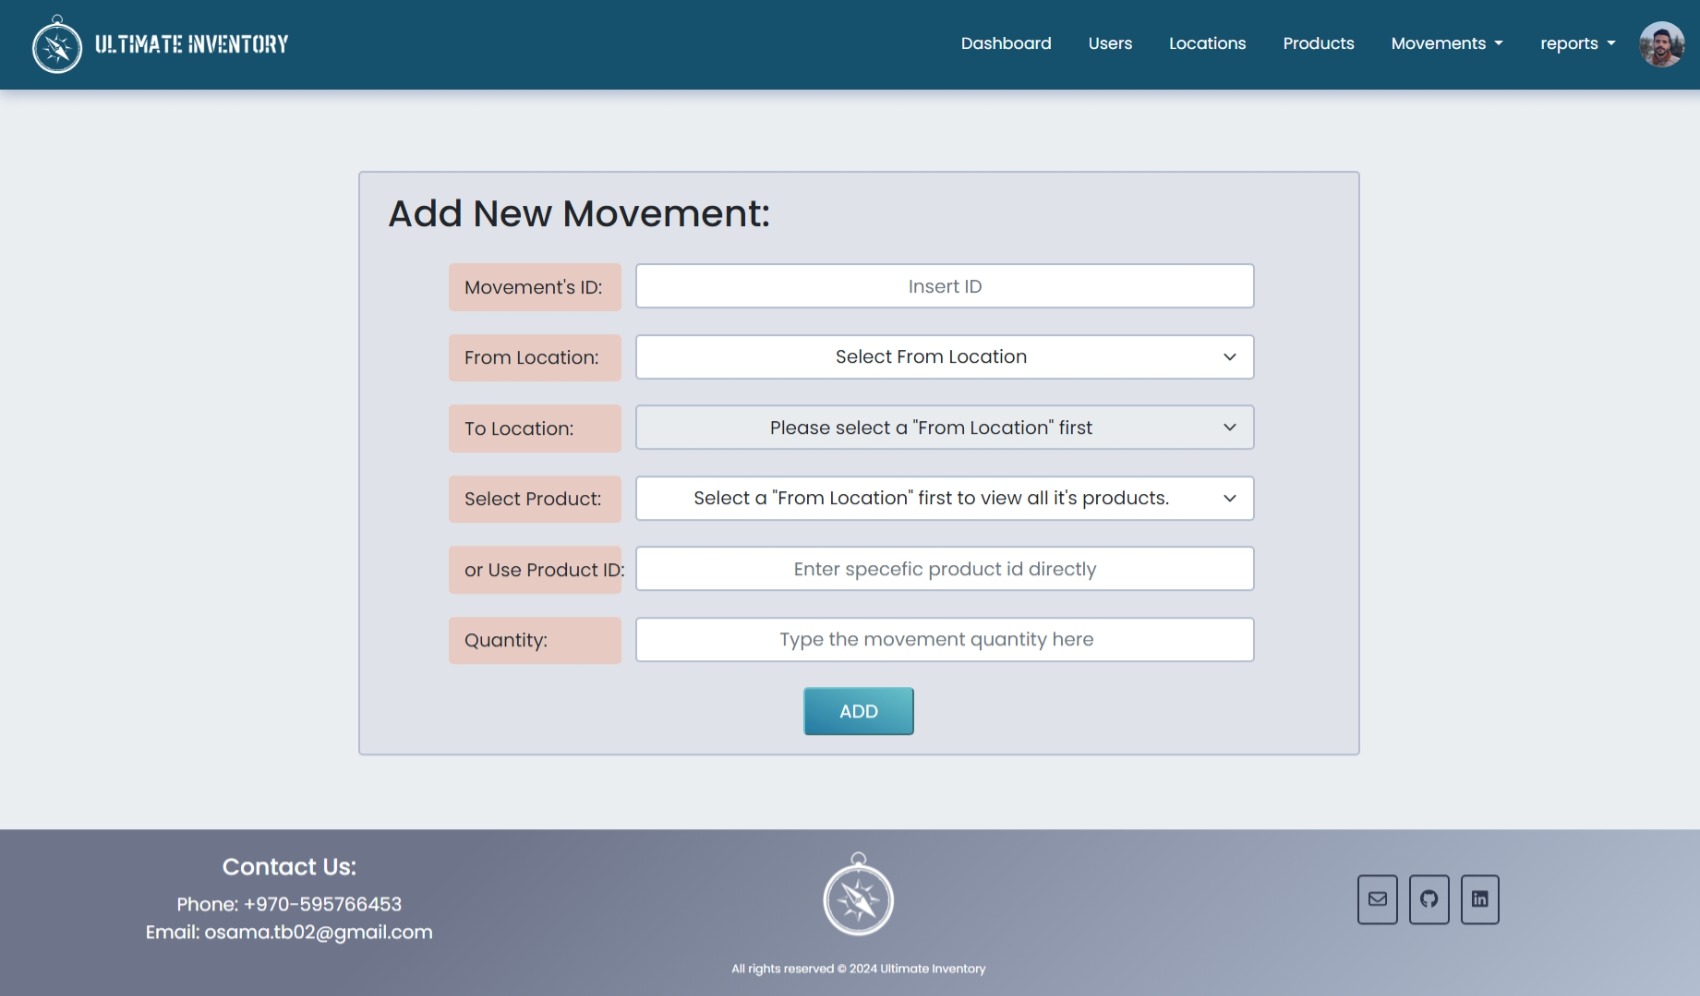 ULTIMATE INVENTORY
Dashboard Users Locations Products Movements reports
Add New Movement:
Movement's ID: Insert ID
From Location: Select From Location
To Location: Please select a "From Location" first
Select Product: Select a "From Location" first to view all it's products.
or Use Product ID: Enter specefic product id directly
Quantity: Type the movement quantity here
ADD
Contact Us:
Phone: +970-595766453
Email: osama.tb02@gmail.com
All rights reserved © 2024 Ultimate Inventory